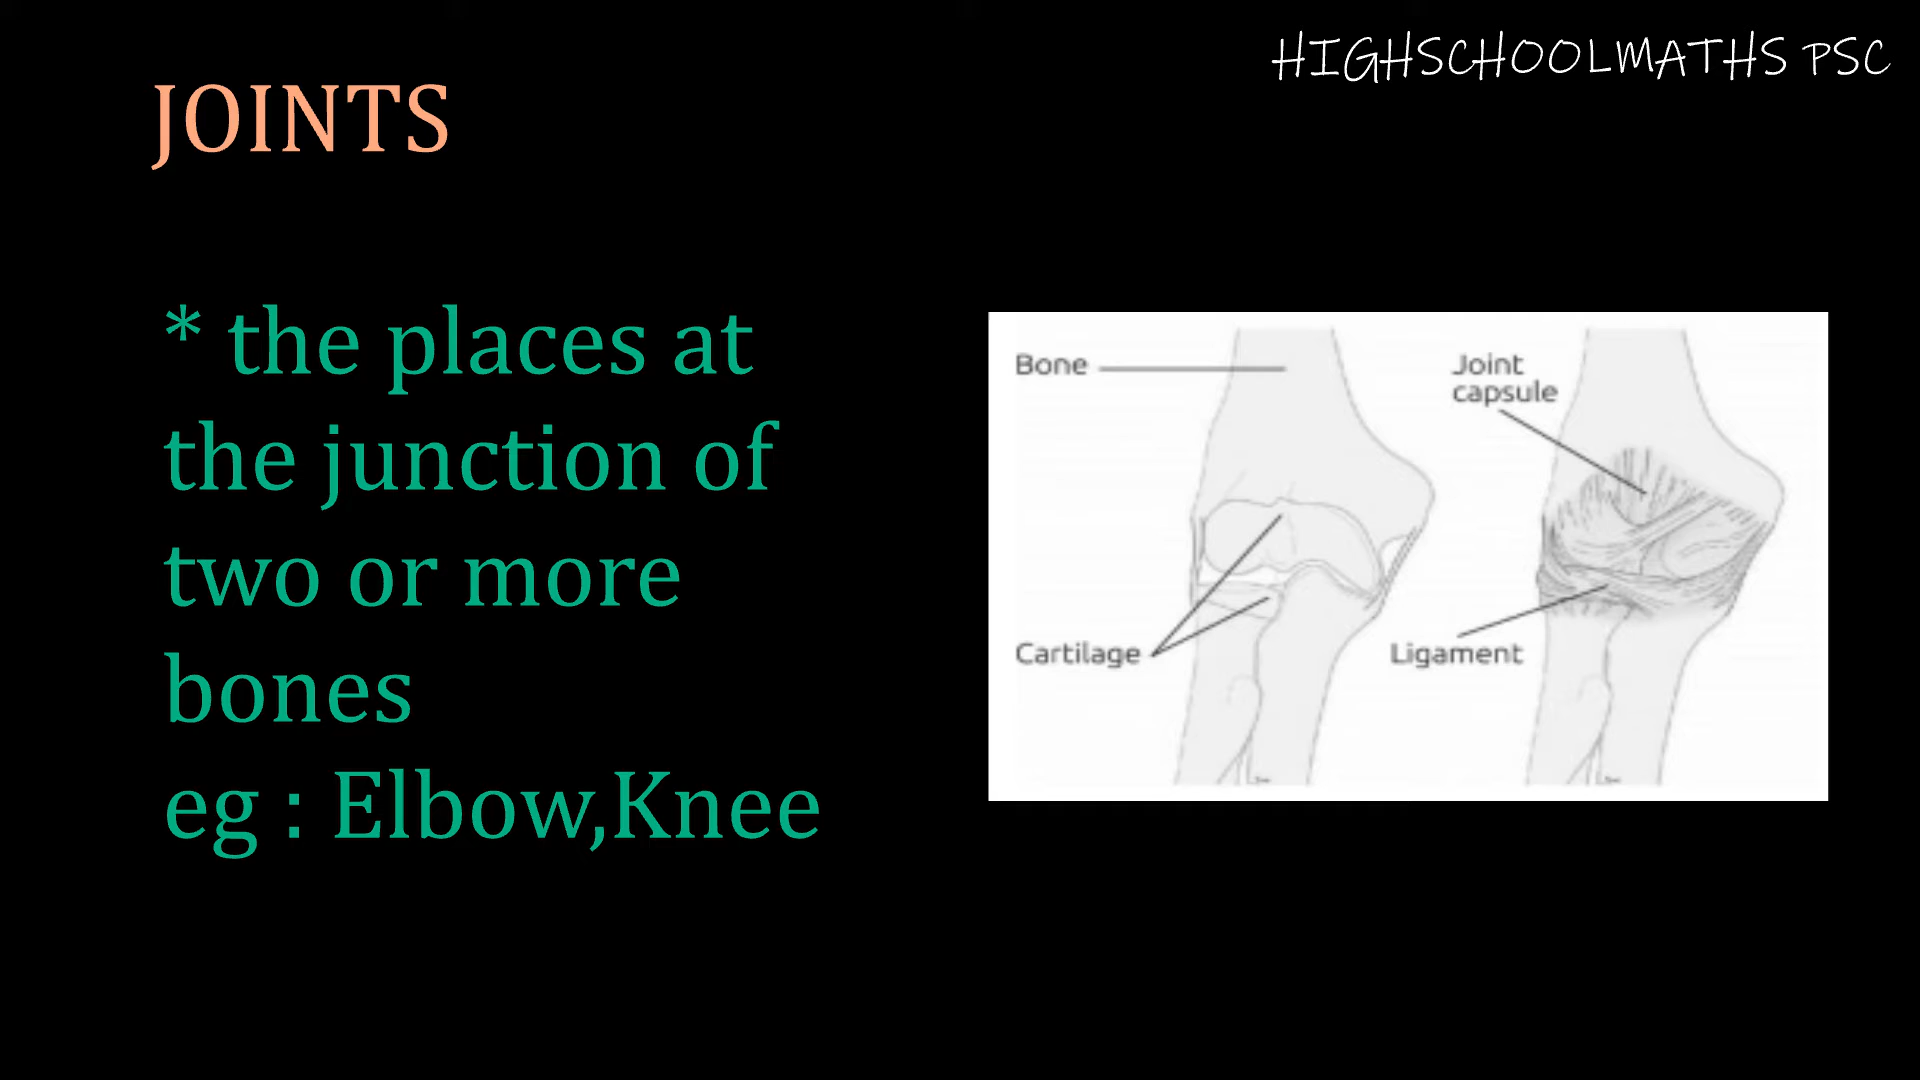 HIGHSCHOOLMATHS PSC
JOINTS
* the places at
the junction of
two or more
bones
eg : Elbow,Knee
Bone
Cartilage
Joint
capsule
Ligament